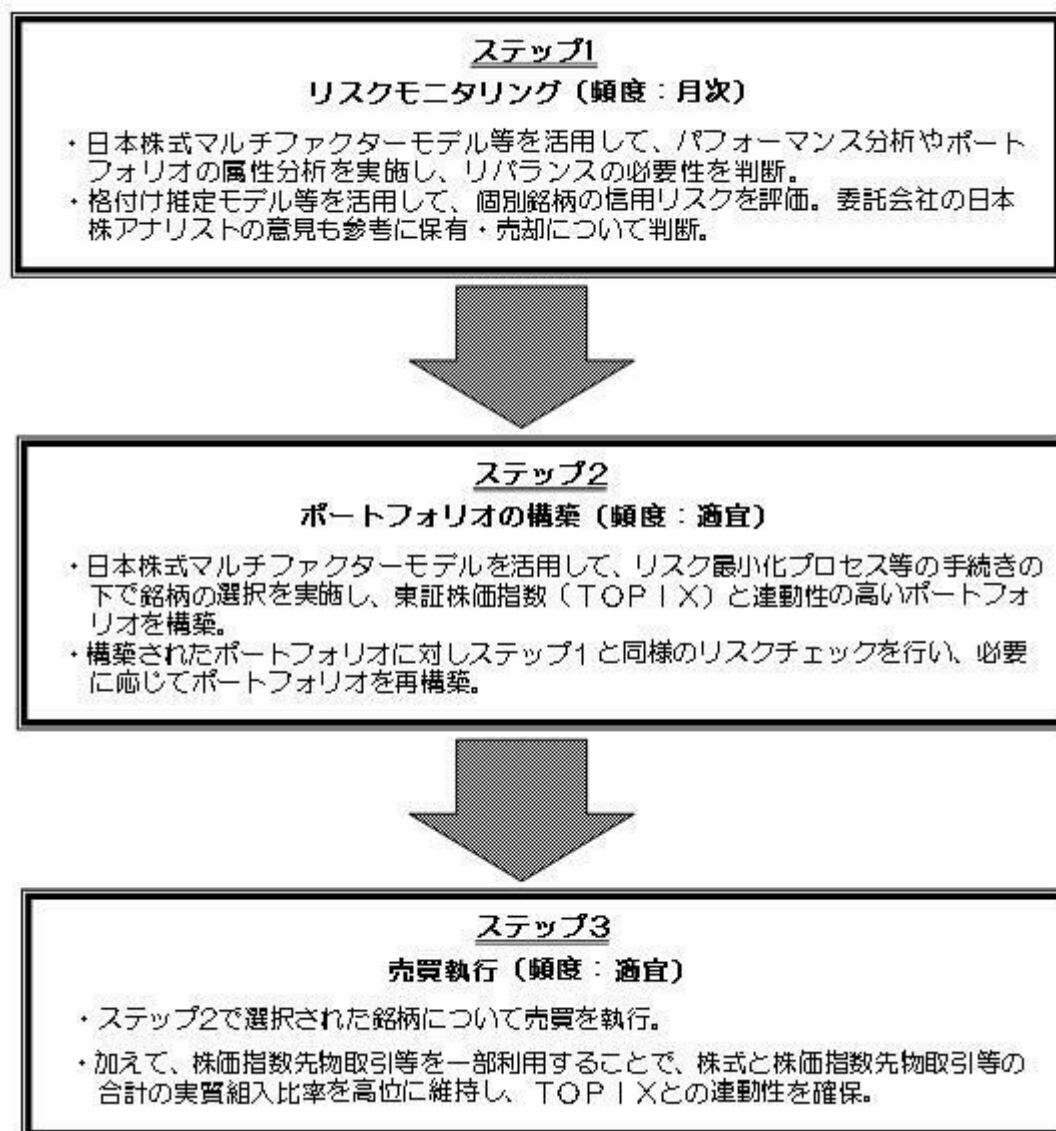 ステップ1
リスクモニタリング（頻度：月次）
・日本株式マルチファクターモデル等を活用して、パフォーマンス分析やポート
フォリオの属性分析を実施し、リバランスの必要性を判断。
・格付け推定モデル等を活用して、個別銘柄の信用リスクを評価。委託会社の日本
株アナリストの意見も参考に保有・売却について判断。
ステップ2
ポートフォリオの構築（頻度：適宜）
・日本株式マルチファクターモデルを活用して、リスク最小化プロセス等の手続きの
下で銘柄の選択を実施し、東証株価指数（TOPIX）と連動性の高いポートフォ
リオを構築。
・構築されたポートフォリオに対しステップ1と同様のリスクチェックを行い、必要
に応じてポートフォリオを再構築。
ステップ3
売買執行（頻度：適宜）
・ステップ2で選択された銘柄について売買を執行。
・加えて、株価指数先物取引等を一部利用することで、株式と株価指数先物取引等の
合計の実質組入比率を高位に維持し、TOPIXとの連動性を確保。